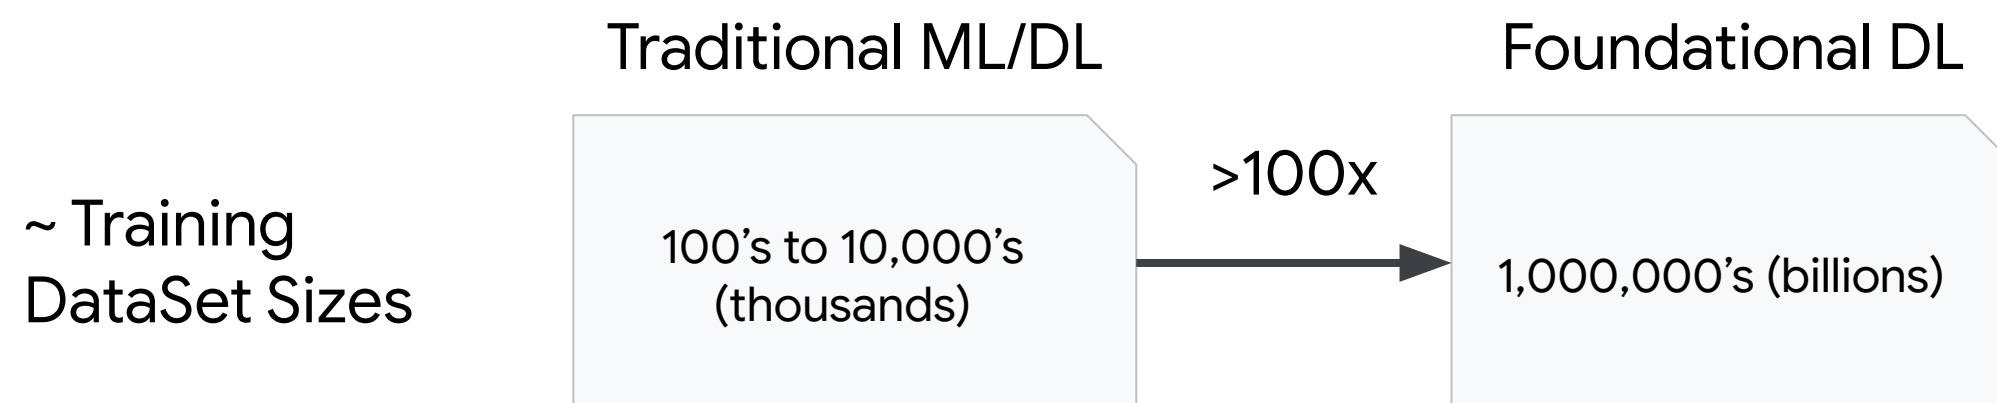 Traditional ML/DL
Foundational DL
~ Training
DataSet Sizes
100’s to 10,000’s
(thousands)
>100x
1,000,000’s (billions)